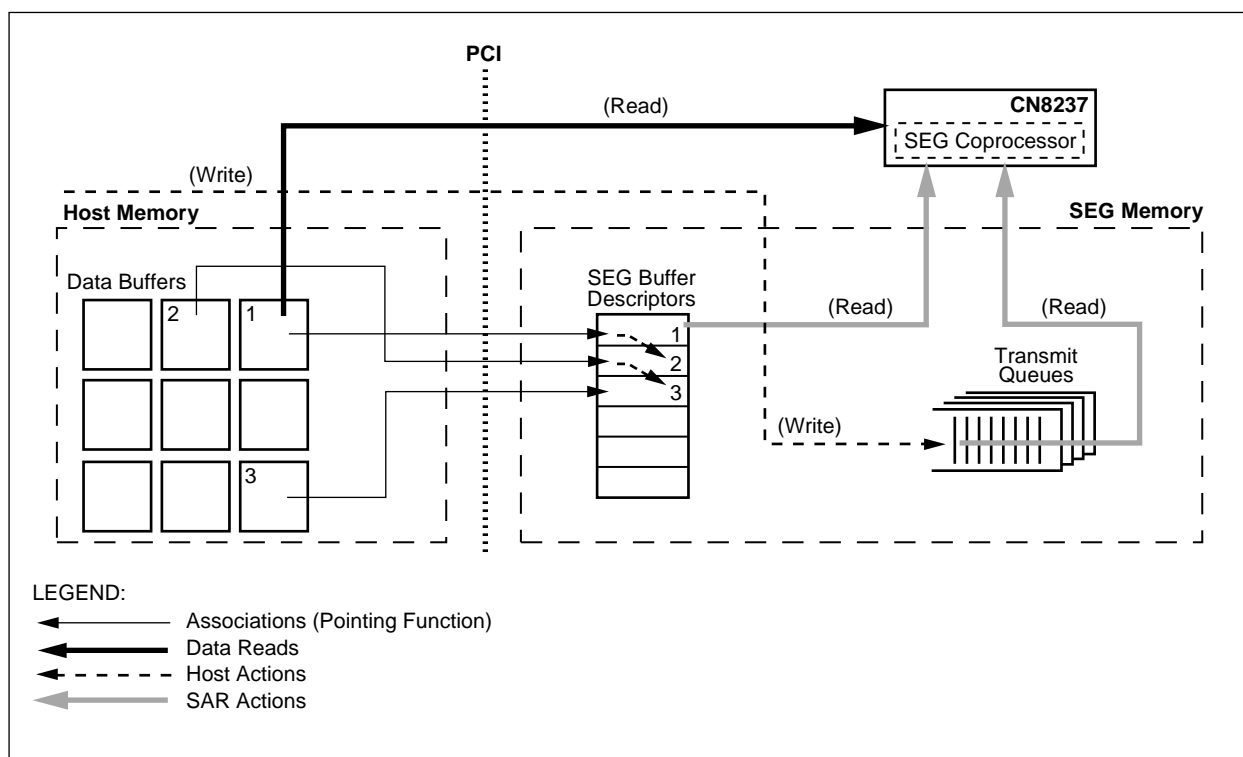 PCI
(Read)
CN8237
SEG Coprocessor
(Write)
Host Memory
SEG Memory
Data Buffers
2
1
3
SEG Buffer
Descriptors
1
2
3
(Read)
(Read)
Transmit
Queues
(Write)
LEGEND:
Associations (Pointing Function)
Data Reads
Host Actions
SAR Actions